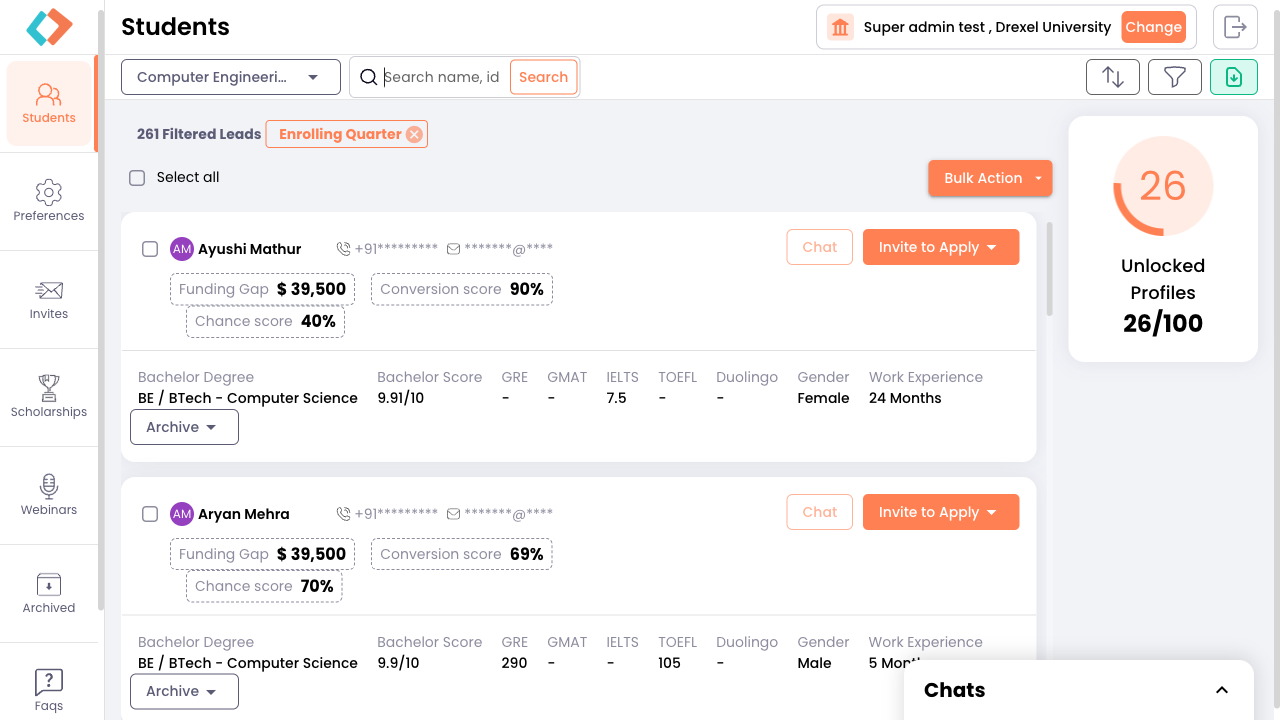 Students
Super admin test , Drexel University
Change
Computer Engineeri...
Search name, id
Search
Students
Preferences
Invites
Scholarships
Webinars
Archived
Faqs
261 Filtered Leads
Enrolling Quarter
Select all
Bulk Action
AM Ayushi Mathur +91********* *******@****
Chat
Invite to Apply
Funding Gap $ 39,500
Conversion score 90%
Chance score 40%
Bachelor Degree Bachelor Score GRE GMAT IELTS TOEFL Duolingo Gender Work Experience
BE / BTech - Computer Science 9.91/10 - - 7.5 - - Female 24 Months
Archive
AM Aryan Mehra +91********* *******@****
Chat
Invite to Apply
Funding Gap $ 39,500
Conversion score 69%
Chance score 70%
Bachelor Degree Bachelor Score GRE GMAT IELTS TOEFL Duolingo Gender Work Experience
BE / BTech - Computer Science 9.9/10 290 - - 105 - Male 5 Months
Archive
26
Unlocked
Profiles
26/100
Chats